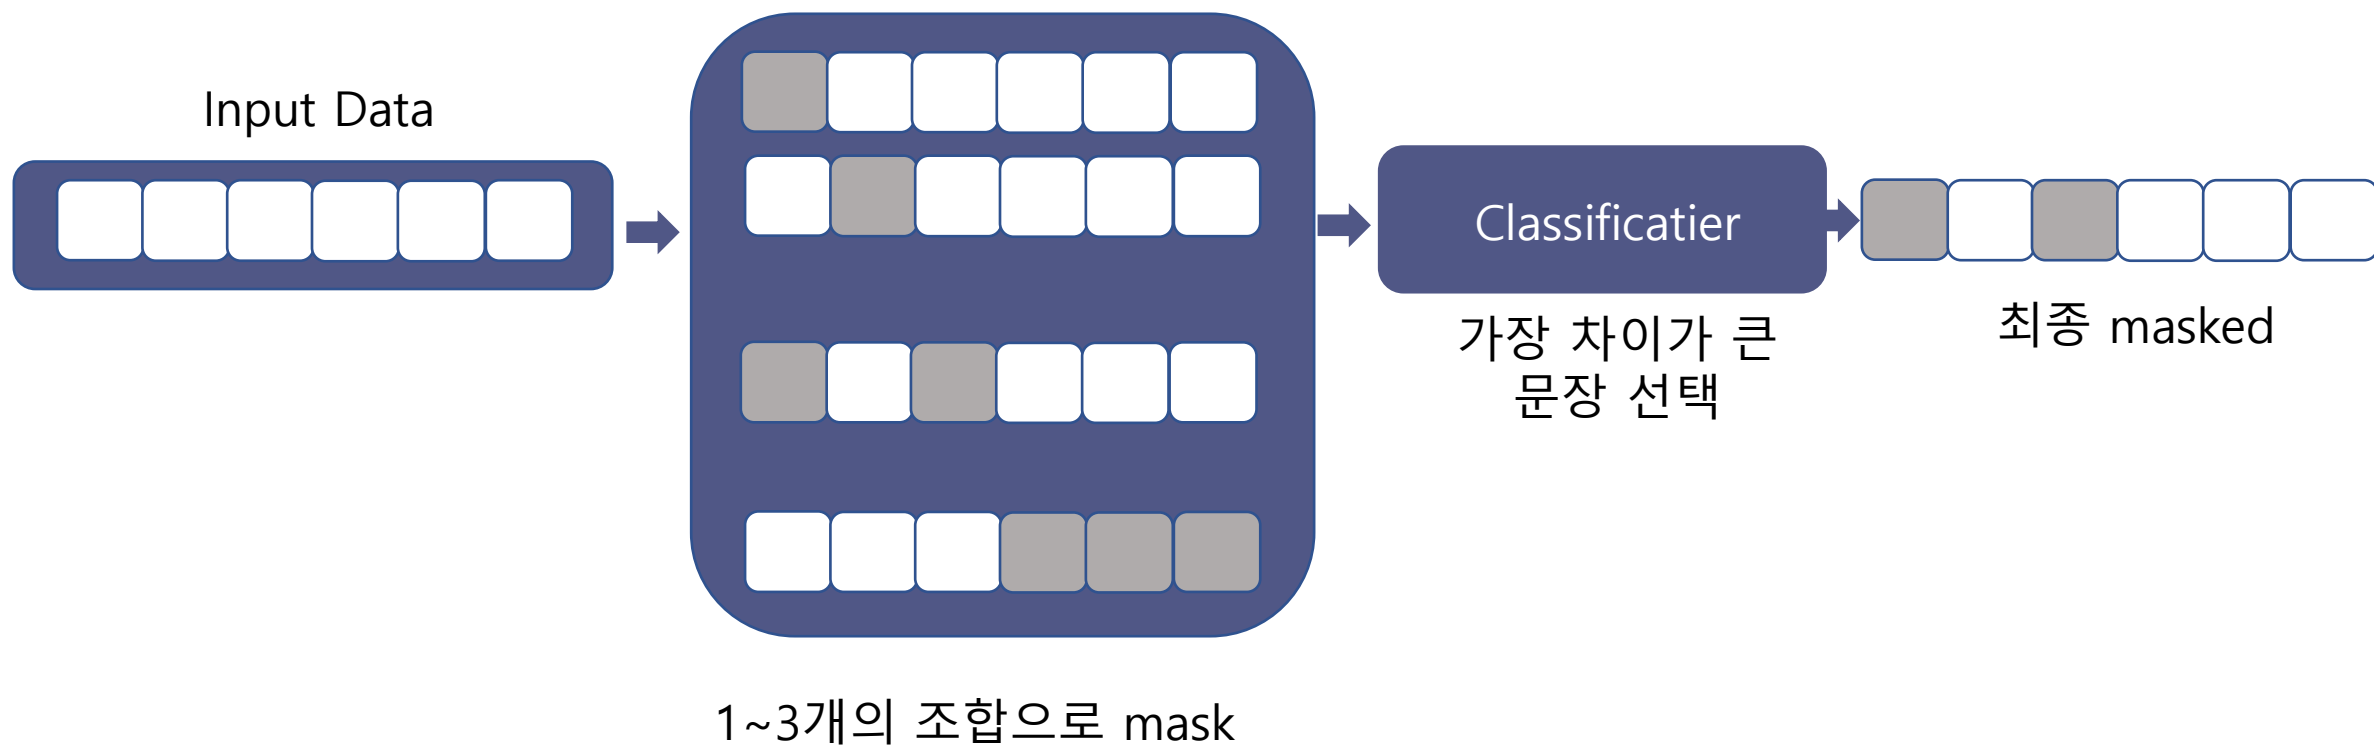 Input Data
Classificatier
가장 차이가 큰
문장 선택
최종 masked
1~3개의 조합으로 mask